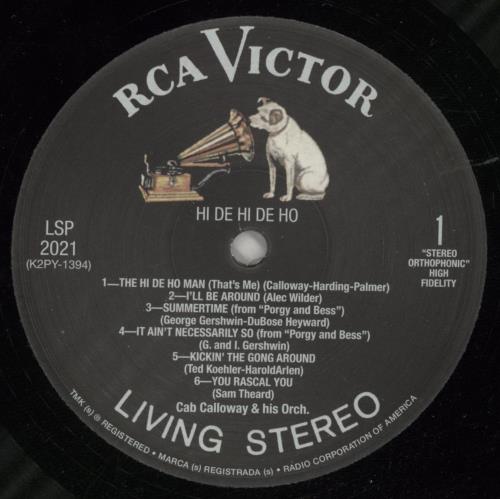 RCA VICTOR
HI DE HI DE HO
LSP
2021
(K2PY-1394)
1
"STEREO
ORTHOPHONIC"
HIGH
FIDELITY
1—THE HI DE HO MAN (That's Me) (Calloway-Harding-Palmer)
2—I'LL BE AROUND (Alec Wilder)
3—SUMMERTIME (from "Porgy and Bess")
(George Gershwin-DuBose Heyward)
4—IT AIN'T NECESSARILY SO (from "Porgy and Bess")
(G. and I. Gershwin)
5—KICKIN' THE GONG AROUND
(Ted Koehler-HaroldArlen)
6—YOU RASCAL YOU
(Sam Theard)
Cab Calloway & his Orch.
LIVING STEREO
TMK (s) ® REGISTERED • MARCA (s) REGISTRADA (s) • RADIO CORPORATION OF AMERICA